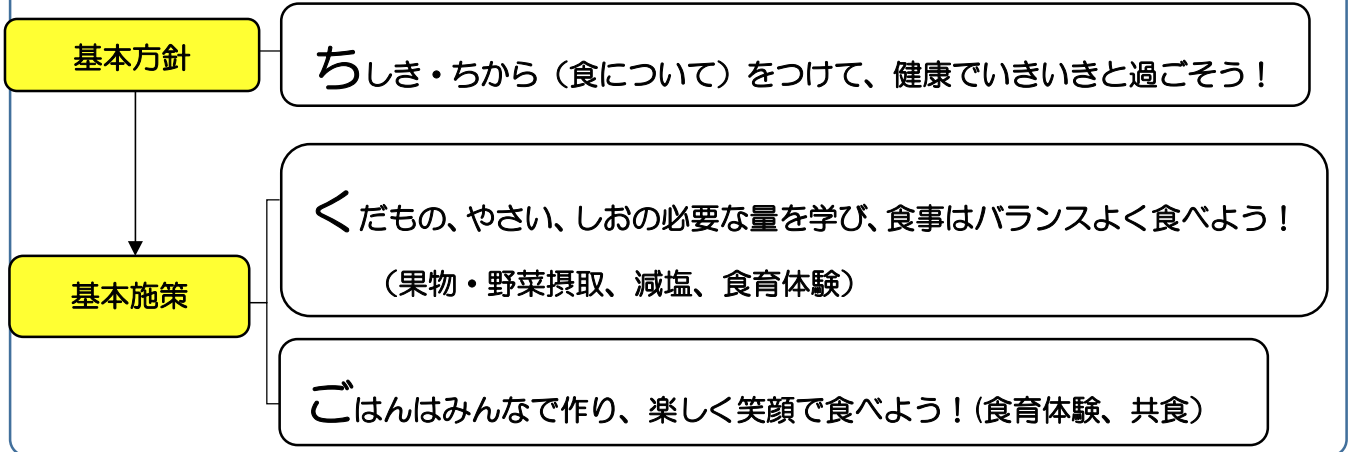 基本方針
ちしき・ちから（食について）をつけて、健康でいきいきと過ごそう！
くだもの、やさい、しおの必要な量を学び、食事はバランスよく食べよう！
（果物・野菜摂取、減塩、食育体験）
基本施策
ごはんはみんなで作り、楽しく笑顔で食べよう！(食育体験、共食）